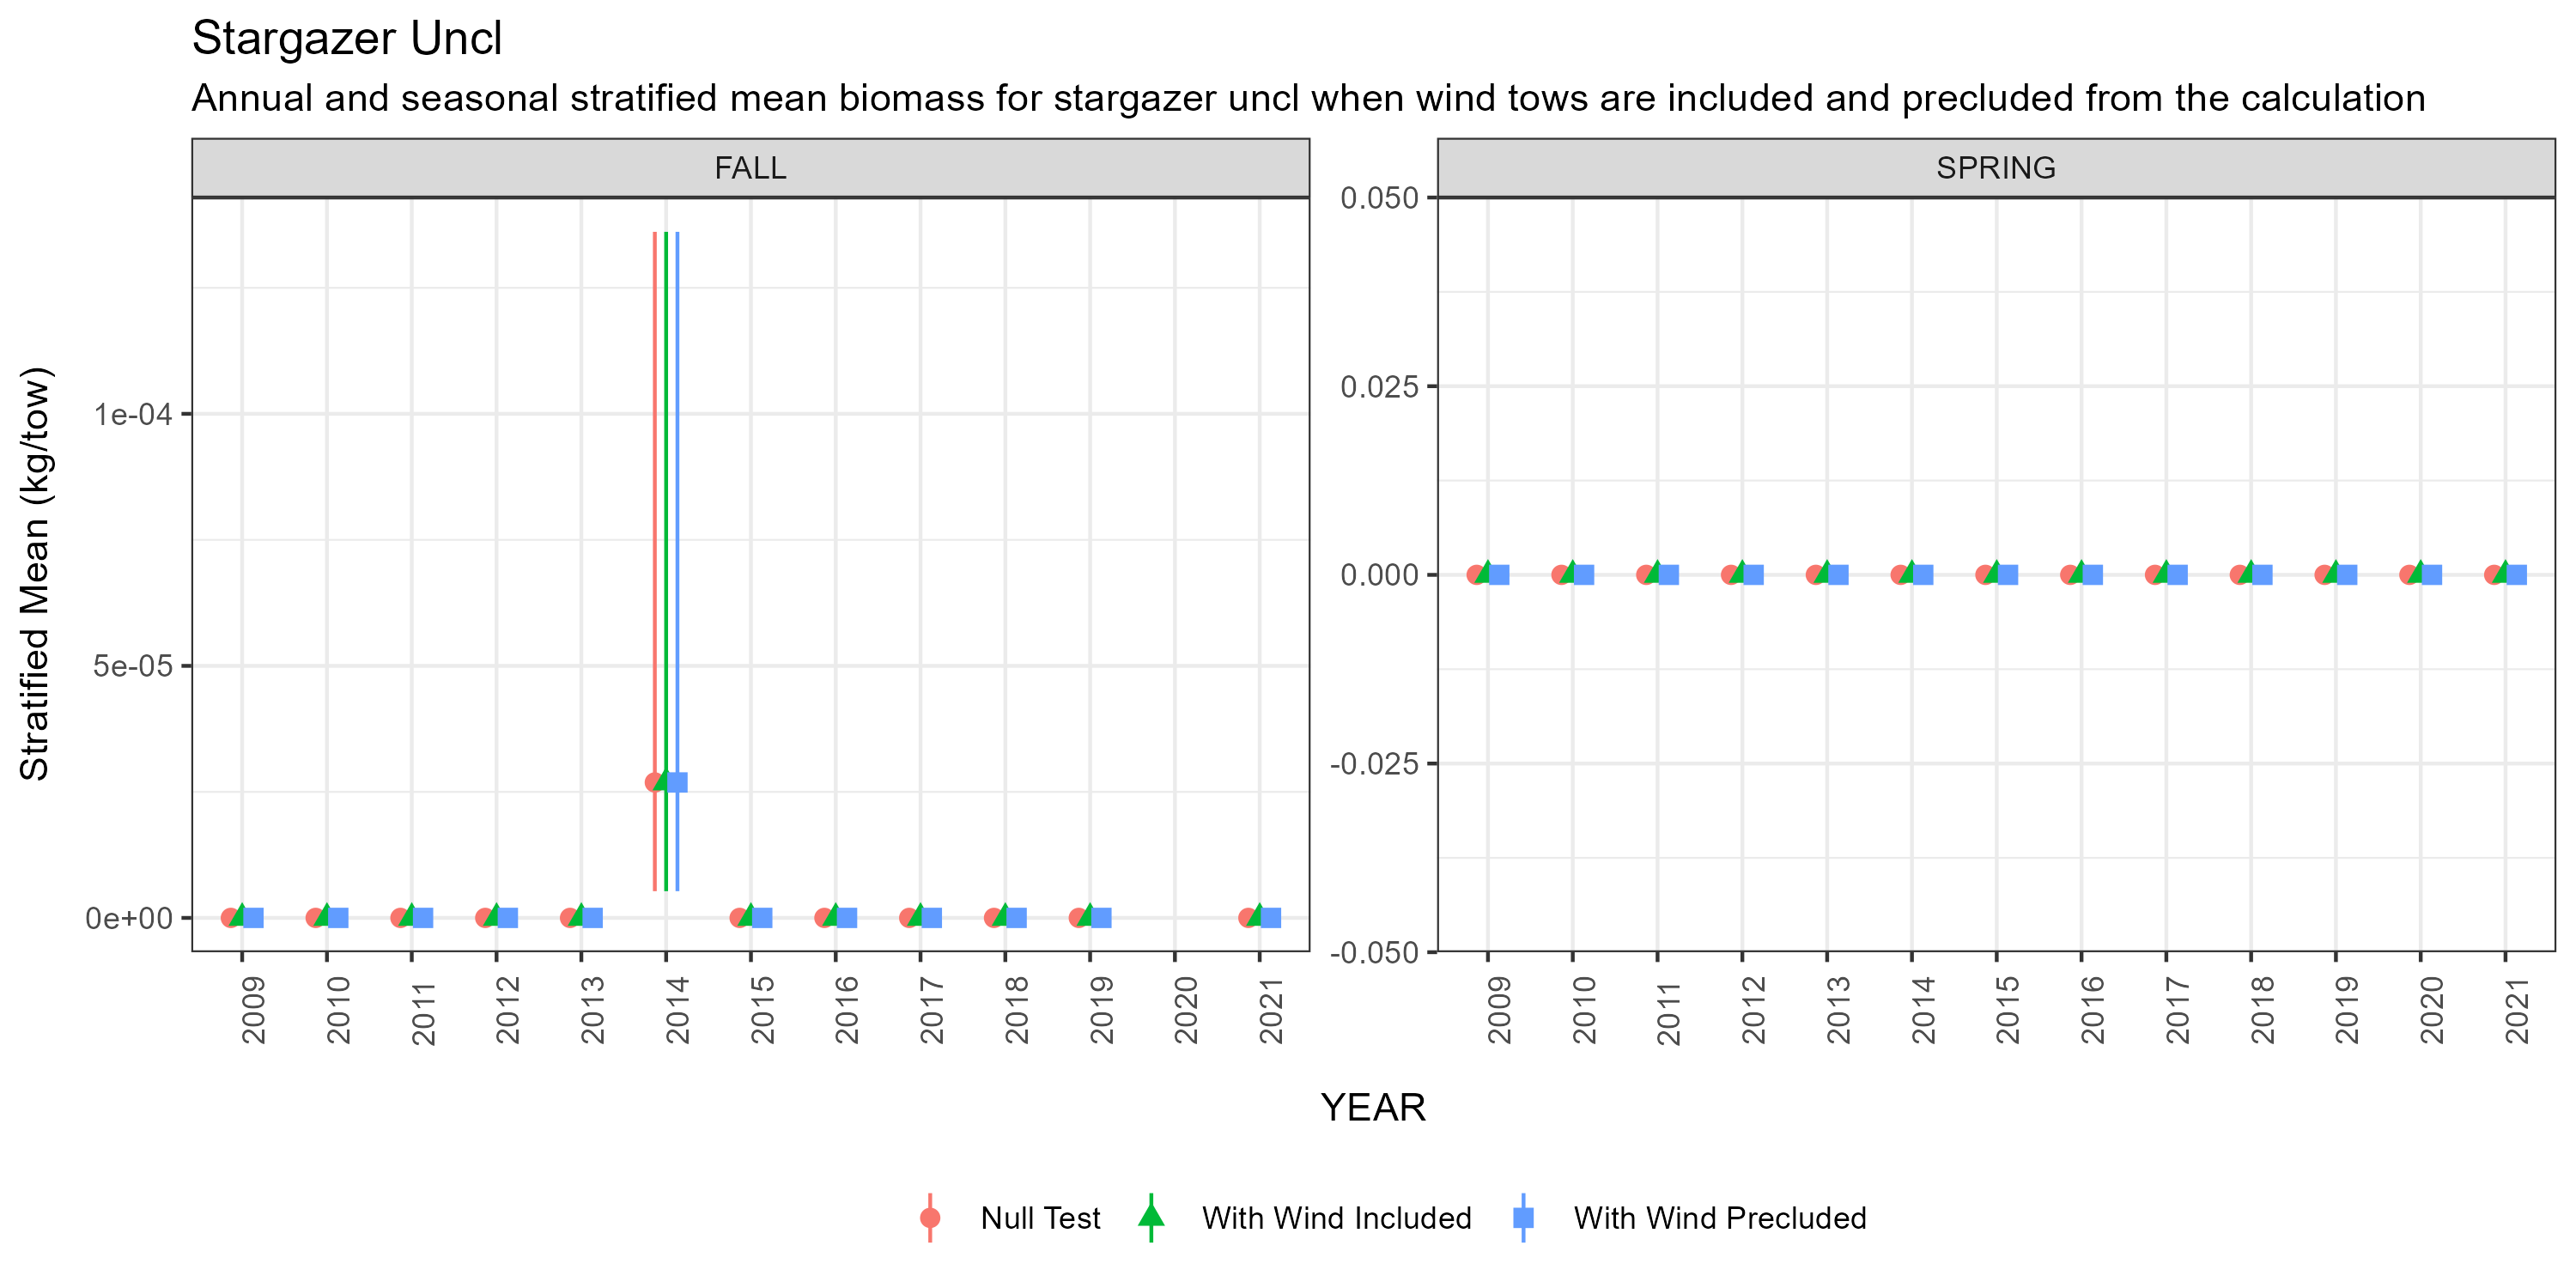 Stargazer Uncl
Annual and seasonal stratified mean biomass for stargazer uncl when wind tows are included and precluded from the calculation
FALL
SPRING
Stratified Mean (kg/tow)
1e-04
5e-05
0e+00
0.050
0.025
0.000
-0.025
-0.050
2009 2010 2011 2012 2013 2014 2015 2016 2017 2018 2019 2020 2021
2009 2010 2011 2012 2013 2014 2015 2016 2017 2018 2019 2020 2021
YEAR
Null Test With Wind Included With Wind Precluded